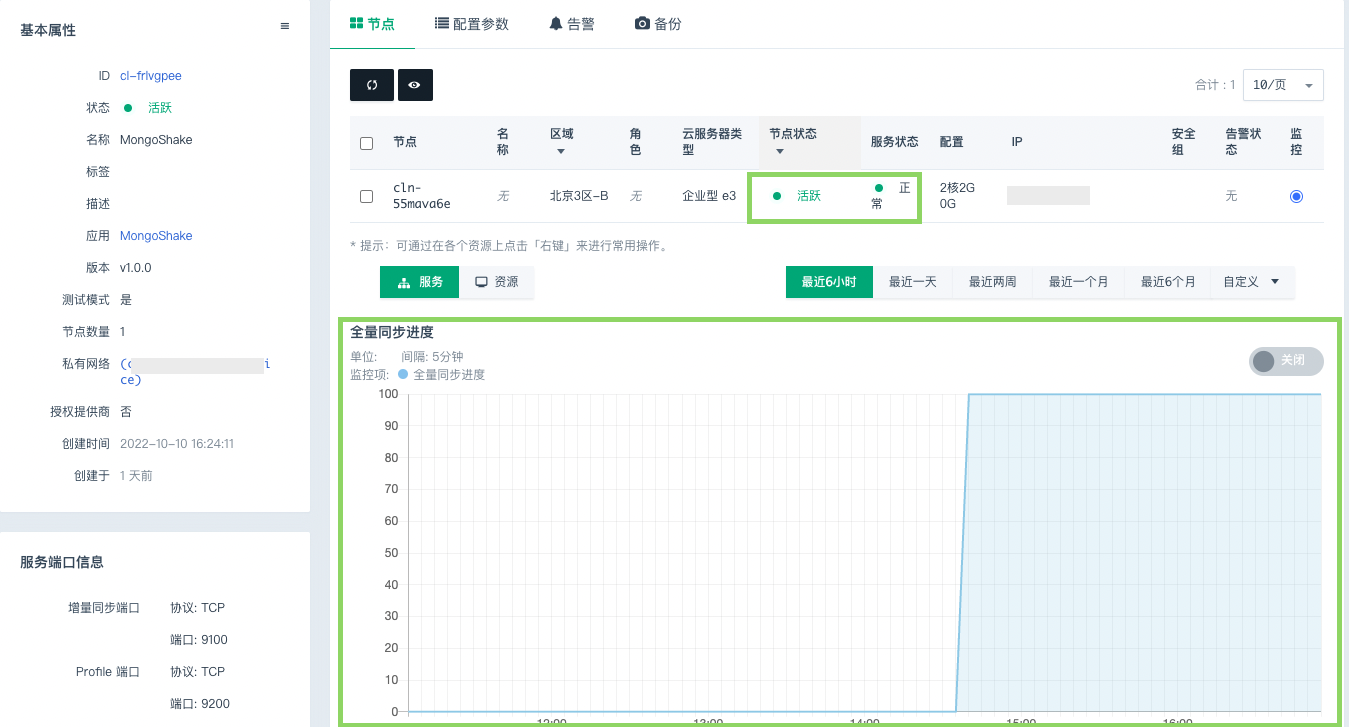 基本属性
ID cl-frlvgpee
状态 活跃
名称 MongoShake
标签
描述
应用 MongoShake
版本 v1.0.0
测试模式 是
节点数量 1
私有网络 (
i
ce)
授权提供商 否
创建时间 2022-10-10 16:24:11
创建于 1 天前
服务端口信息
增量同步端口 协议: TCP
端口: 9100
Profile 端口 协议: TCP
端口: 9200
节点 配置参数 告警 备份
合计 : 1 10/页
节点 名称 区域 角色 云服务器类型 节点状态 服务状态 配置 IP 安全组 告警状态 监控
cln-55mava6e 无 北京3区-B 无 企业型 e3 活跃 正常 2核2G 0G 无
* 提示：可通过在各个资源上点击「右键」来进行常用操作。
服务 资源 最近6小时 最近一天 最近两周 最近一个月 最近6个月 自定义
全量同步进度
单位: 间隔: 5分钟
关闭
监控项: 全量同步进度
100
90
80
70
60
50
40
30
20
10
0
12:00 13:00 14:00 15:00 16:00